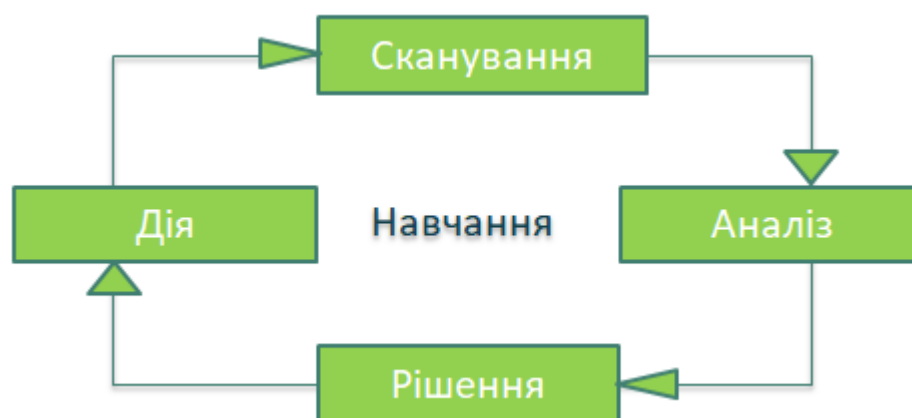 Сканування
Дія
Навчання
Аналіз
Рішення